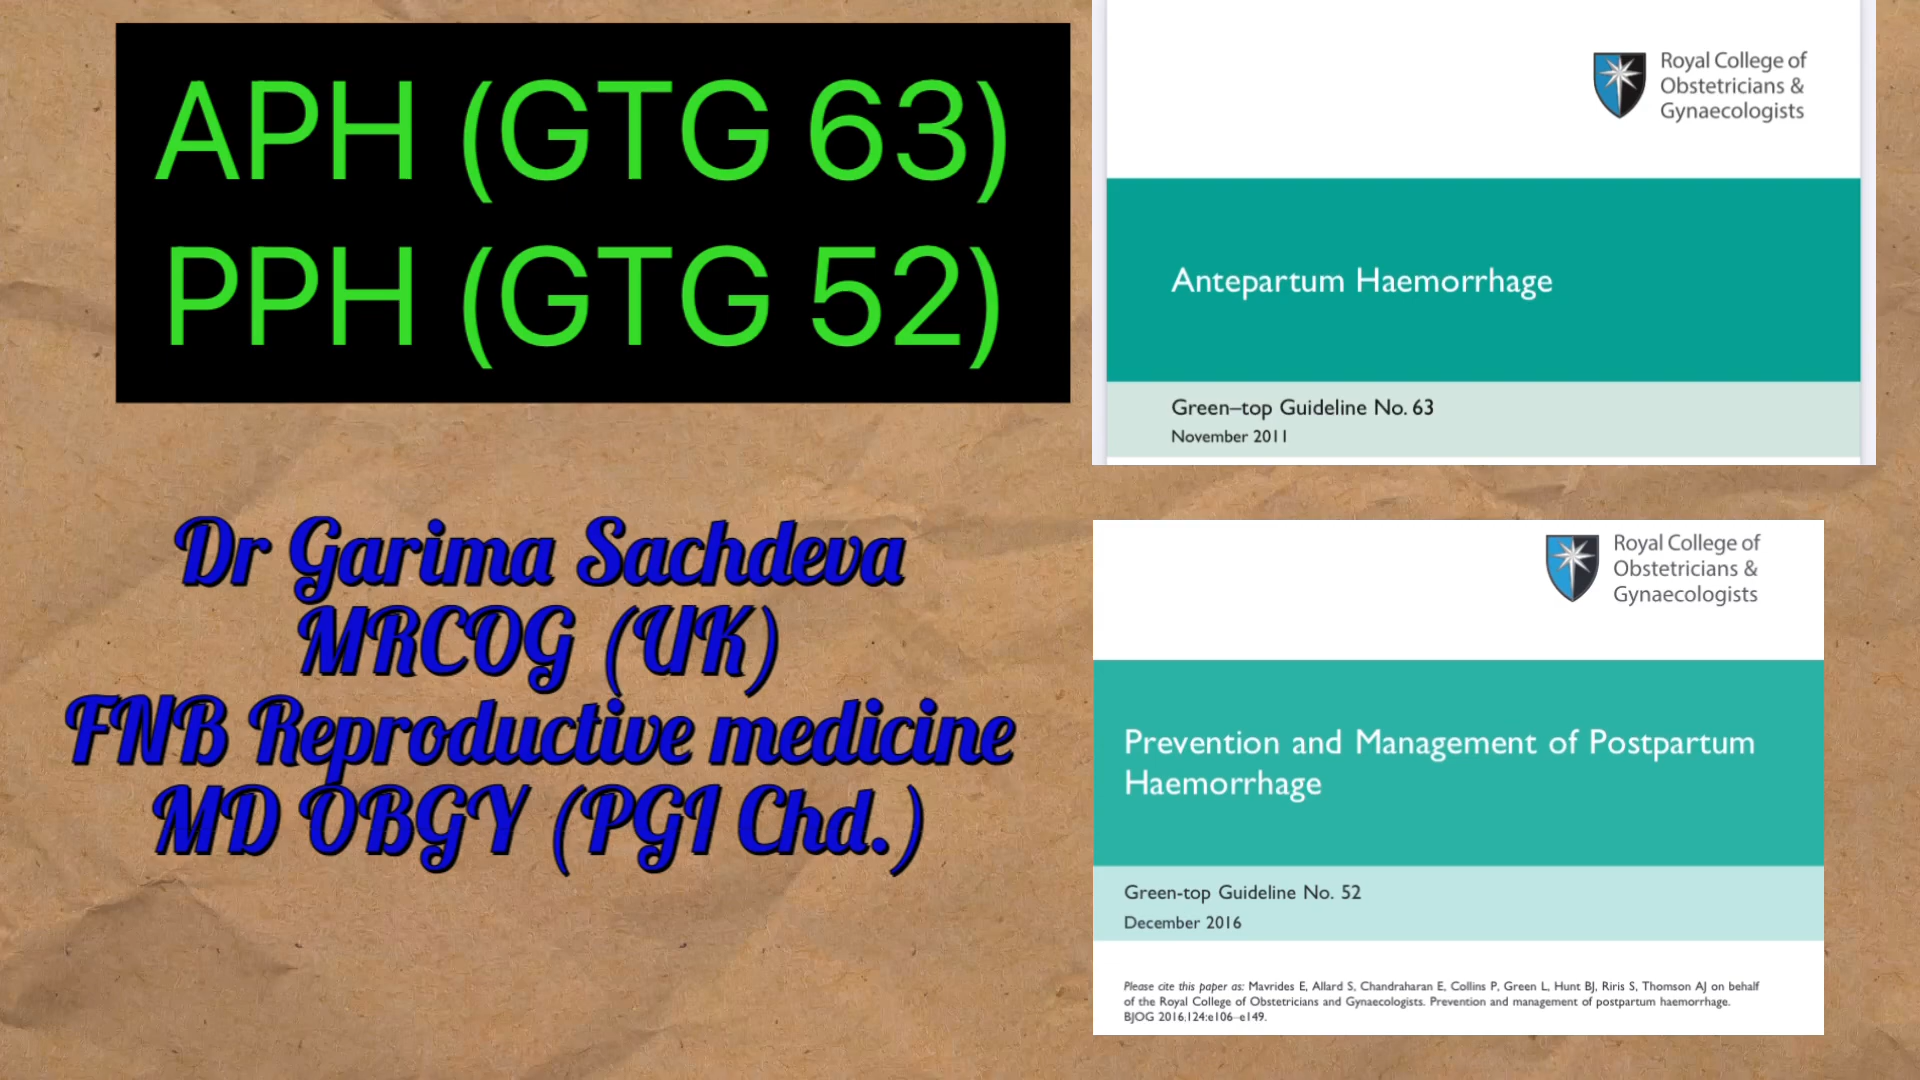 APH (GTG 63)
PPH (GTG 52)
Dr Garima Sachdeva
MRCOG (UK)
FNB Reproductive medicine
MD OBGY (PGI Chd.)
Royal College of
Obstetricians &
Gynaecologists
Antepartum Haemorrhage
Green–top Guideline No. 63
November 2011
Royal College of
Obstetricians &
Gynaecologists
Prevention and Management of Postpartum
Haemorrhage
Green-top Guideline No. 52
December 2016
Please cite this paper as: Mavrides E, Allard S, Chandraharan E, Collins P, Green L, Hunt BJ, Riris S, Thomson AJ on behalf
of the Royal College of Obstetricians and Gynaecologists. Prevention and management of postpartum haemorrhage.
BJOG 2016;124:e106–e149.